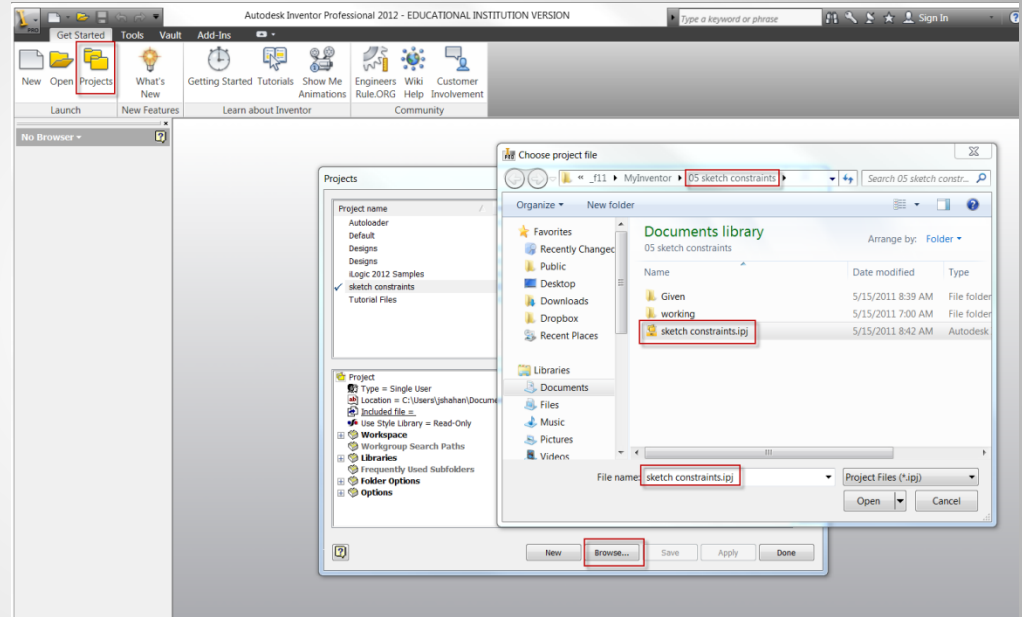 Autodesk Inventor Professional 2012 - EDUCATIONAL INSTITUTION VERSION
Type a keyword or phrase
Sign In
PRO
Get Started Tools Vault Add-Ins
New Open Projects What's New Getting Started Tutorials Show Me Animations Engineers Rule.ORG Wiki Help Customer Involvement
Launch New Features Learn about Inventor Community
No Browser
Projects
Project name
Autoloader
Default
Designs
Designs
iLogic 2012 Samples
sketch constraints
Tutorial Files
Project
Type = Single User
Location = C:\Users\jshahan\Docume
Included file =
Use Style Library = Read-Only
Workspace
Workgroup Search Paths
Libraries
Frequently Used Subfolders
Folder Options
Options
New Browse... Save Apply Done
Choose project file
« _f11 MyInventor 05 sketch constraints
Search 05 sketch constr...
Organize New folder
Favorites
Recently Changed
Public
Desktop
Downloads
Dropbox
Recent Places
Libraries
Documents
Files
Music
Pictures
Videos
Documents library
05 sketch constraints
Arrange by: Folder
Name Date modified Type
Given 5/15/2011 8:39 AM File folder
working 5/15/2011 7:00 AM File folder
sketch constraints.ipj 5/15/2011 8:42 AM Autodesk
File name: sketch constraints.ipj
Project Files (*.ipj)
Open Cancel